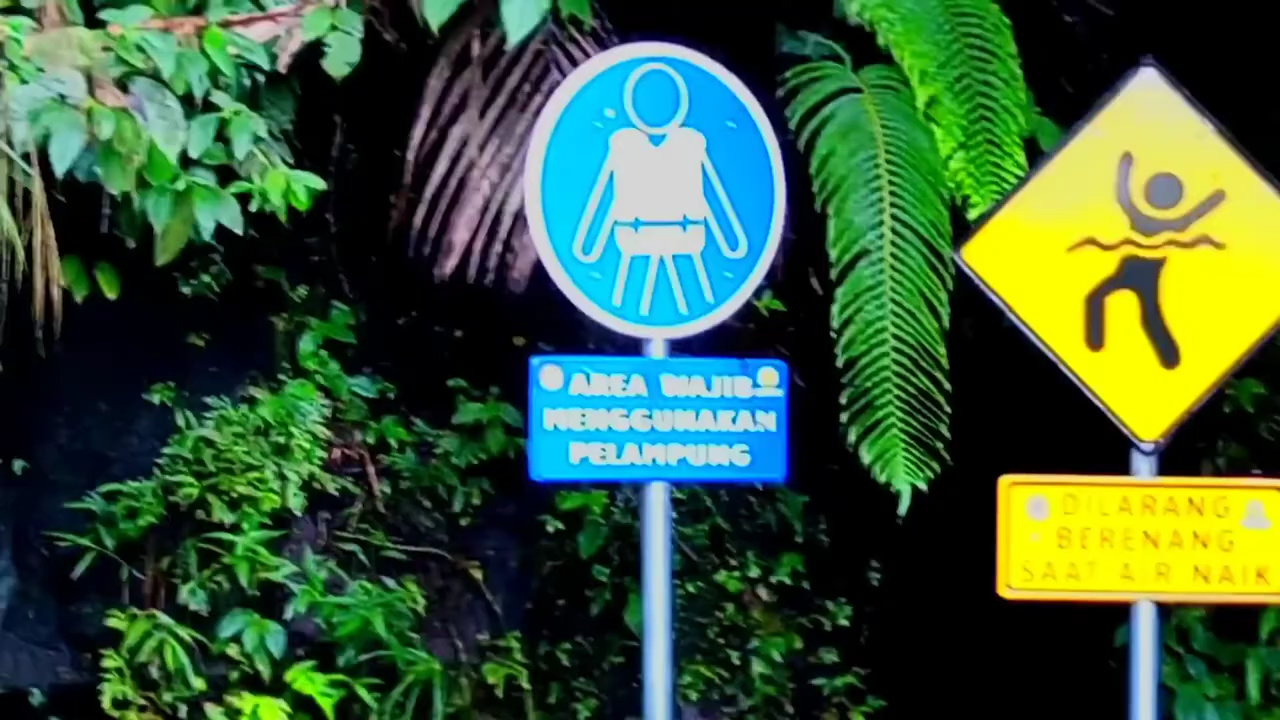 AREA WAJIB
MENGGUNAKAN
PELAMPUNG
DILARANG
BERENANG
SAAT AIR NAIK